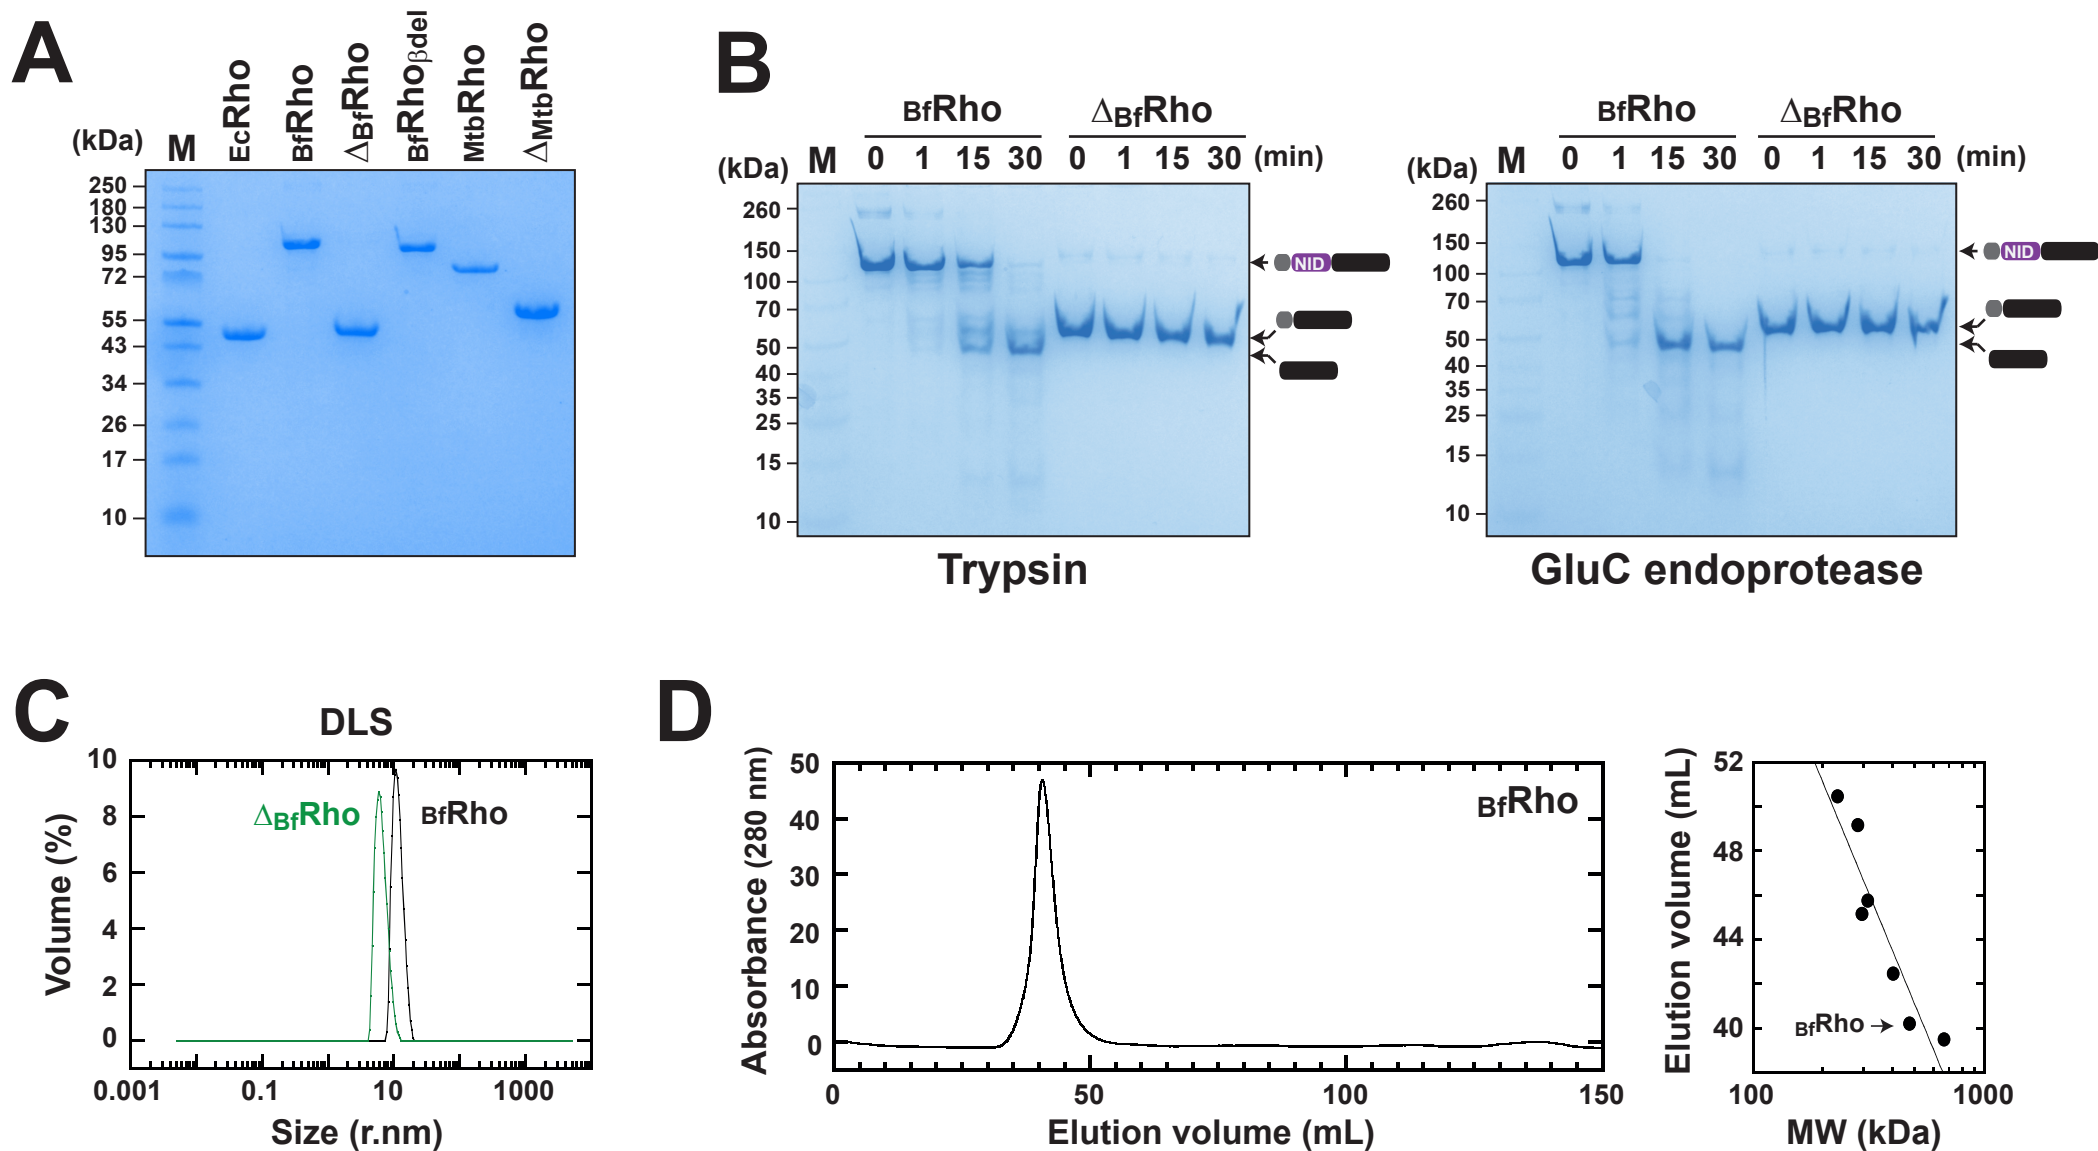 A
(kDa)
M
EcRho
BfRho
ΔBfRho
BfRhoβdel
MtbRho
ΔMtbRho
250
180
130
95
72
55
43
34
26
17
10
B
BfRho ΔBfRho
(kDa) M 0 1 15 30 0 1 15 30 (min)
260
150
100
70
50
40
35
25
15
10
NID
Trypsin
BfRho ΔBfRho
(kDa) M 0 1 15 30 0 1 15 30 (min)
260
150
100
70
50
40
35
25
15
10
NID
GluC endoprotease
C
DLS
Volume (%)
10
8
6
4
2
0
ΔBfRho
BfRho
0.001 0.1 10 1000
Size (r.nm)
D
Absorbance (280 nm)
50
40
30
20
10
0
BfRho
0 50 100 150
Elution volume (mL)
Elution volume (mL)
52
48
44
40
BfRho
100 1000
MW (kDa)